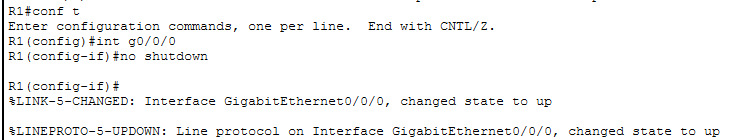 R1#conf t
Enter configuration commands, one per line.  End with CNTL/Z.
R1(config)#int g0/0/0
R1(config-if)#no shutdown
R1(config-if)#
%LINK-5-CHANGED: Interface GigabitEthernet0/0/0, changed state to up
%LINEPROTO-5-UPDOWN: Line protocol on Interface GigabitEthernet0/0/0, changed state to up